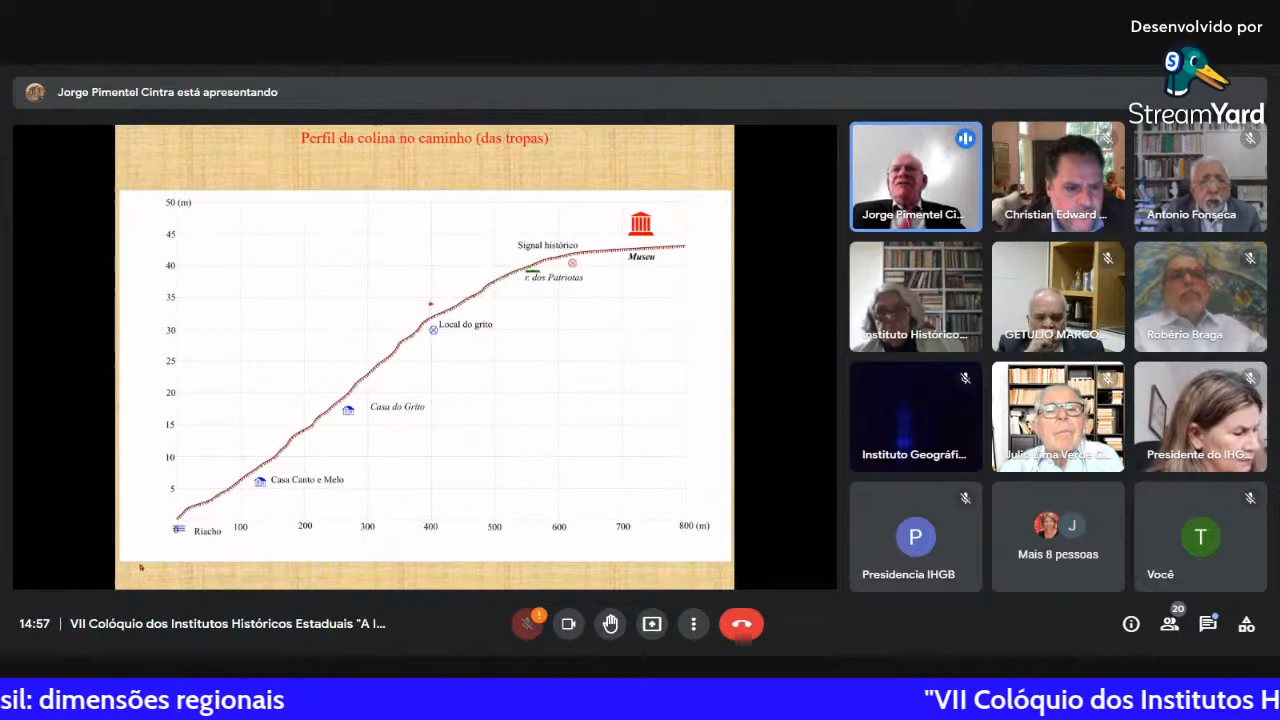 Desenvolvido por
StreamYard
Jorge Pimentel Cintra está apresentando
Perfil da colina no caminho (das tropas)
50 (m)
45
40
35
30
25
20
15
10
5
Signal histórico
Museu
r. dos Patriotas
Local do grito
Casa do Grito
Casa Canto e Melo
Riacho
100
200
300
400
500
600
700
800 (m)
Jorge Pimentel Ci...
Christian Edward ...
Antonio Fonseca
Instituto Histórico...
GETULIO MARCO...
Robério Braga
Instituto Geográfi...
Julio Lima Verde C...
Presidente do IHG...
P
Presidencia IHGB
J
Mais 8 pessoas
T
Você
14:57 | VII Colóquio dos Institutos Históricos Estaduais "A I...
20
sil: dimensões regionais
"VII Colóquio dos Institutos H